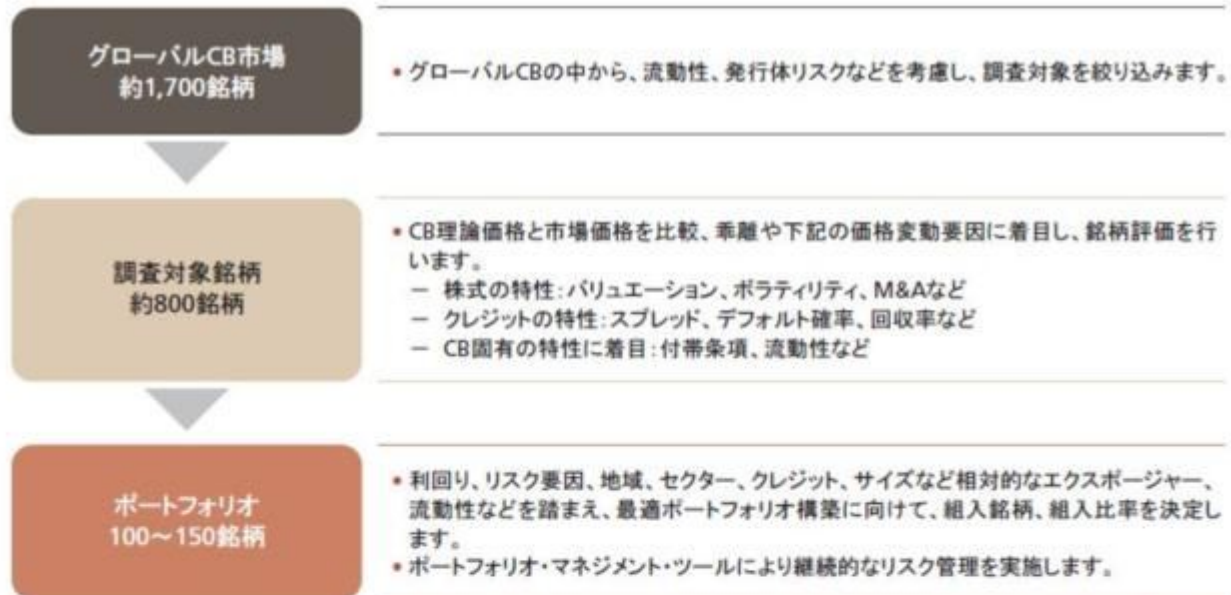 グローバルCB市場
約1,700銘柄
• グローバルCBの中から、流動性、発行体リスクなどを考慮し、調査対象を絞り込みます。
調査対象銘柄
約800銘柄
• CB理論価格と市場価格を比較、乖離や下記の価格変動要因に着目し、銘柄評価を行
います。
－ 株式の特性：バリュエーション、ボラティリティ、M&Aなど
－ クレジットの特性：スプレッド、デフォルト確率、回収率など
－ CB固有の特性に着目：付帯条項、流動性など
ポートフォリオ
100～150銘柄
• 利回り、リスク要因、地域、セクター、クレジット、サイズなど相対的なエクスポージャー、
流動性などを踏まえ、最適ポートフォリオ構築に向けて、組入銘柄、組入比率を決定し
ます。
• ポートフォリオ・マネジメント・ツールにより継続的なリスク管理を実施します。